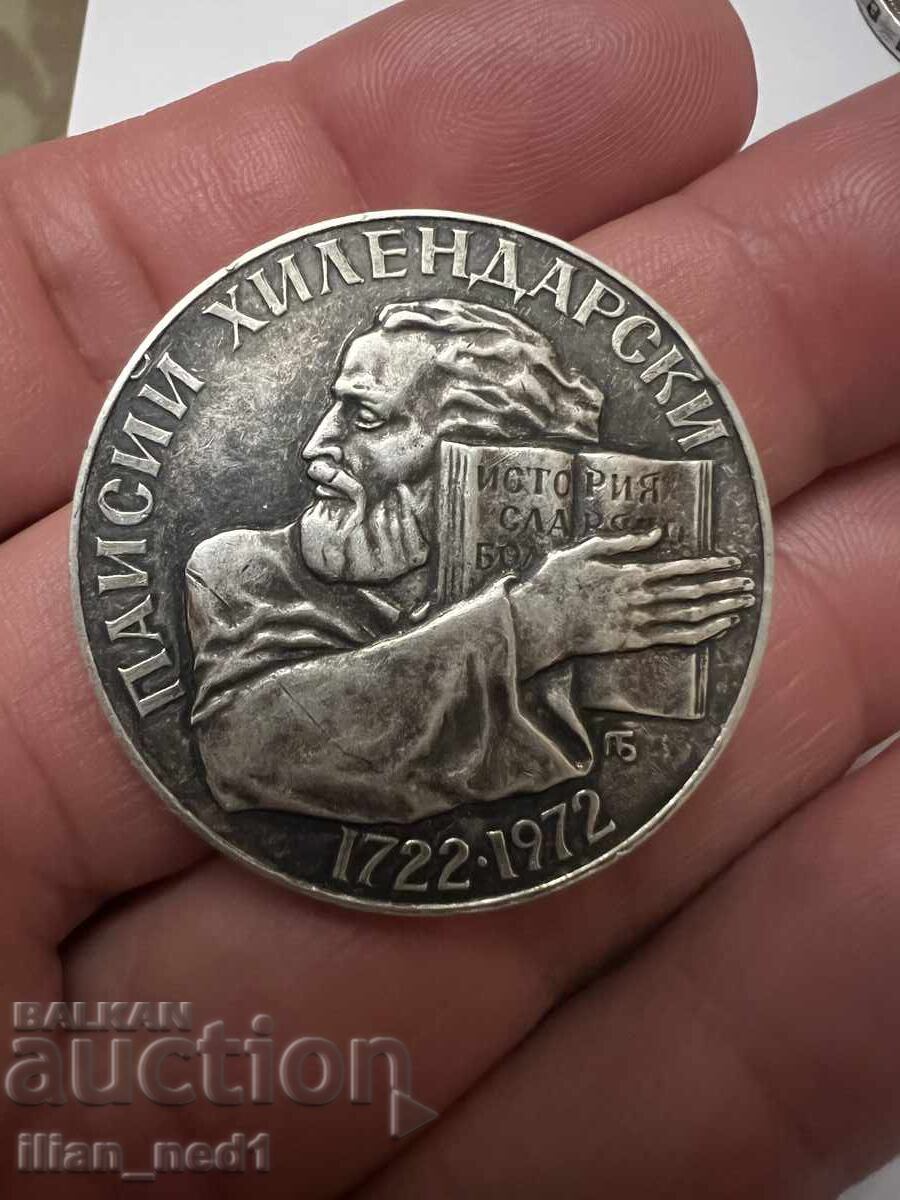 ПАИСИЙ ХИЛЕНДАРСКИ
ИСТОРИЯ
1722·1972
BALKAN
auction
ilian_ned1